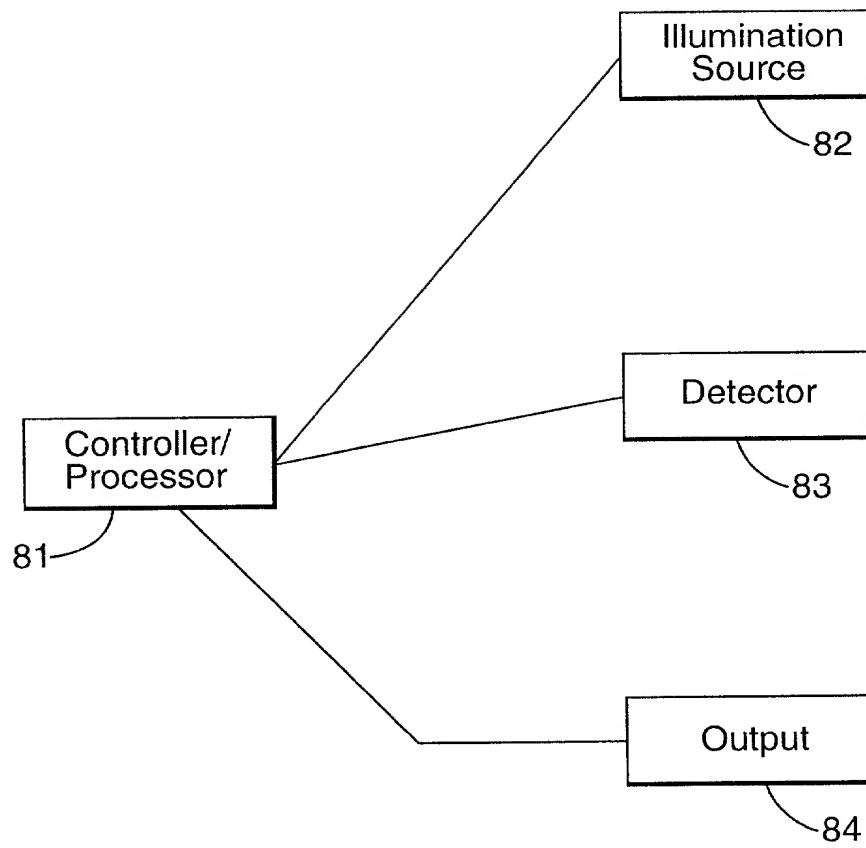 Illumination
Source
82
Detector
83
Controller/
Processor
81
Output
84